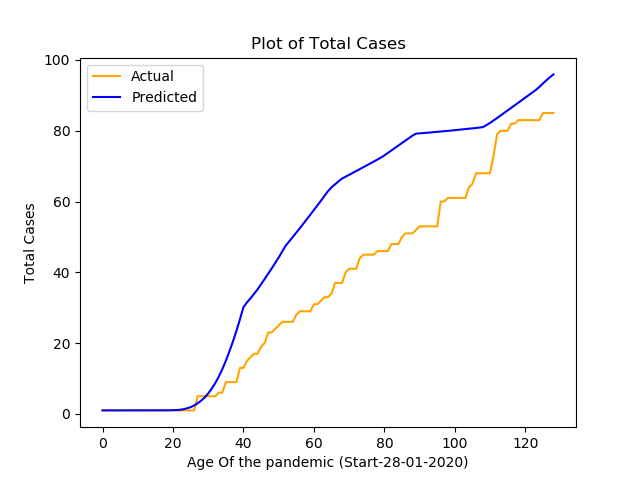 Plot of Total Cases
Actual
Predicted
Total Cases
100
80
60
40
20
0
0 20 40 60 80 100 120
Age Of the pandemic (Start-28-01-2020)